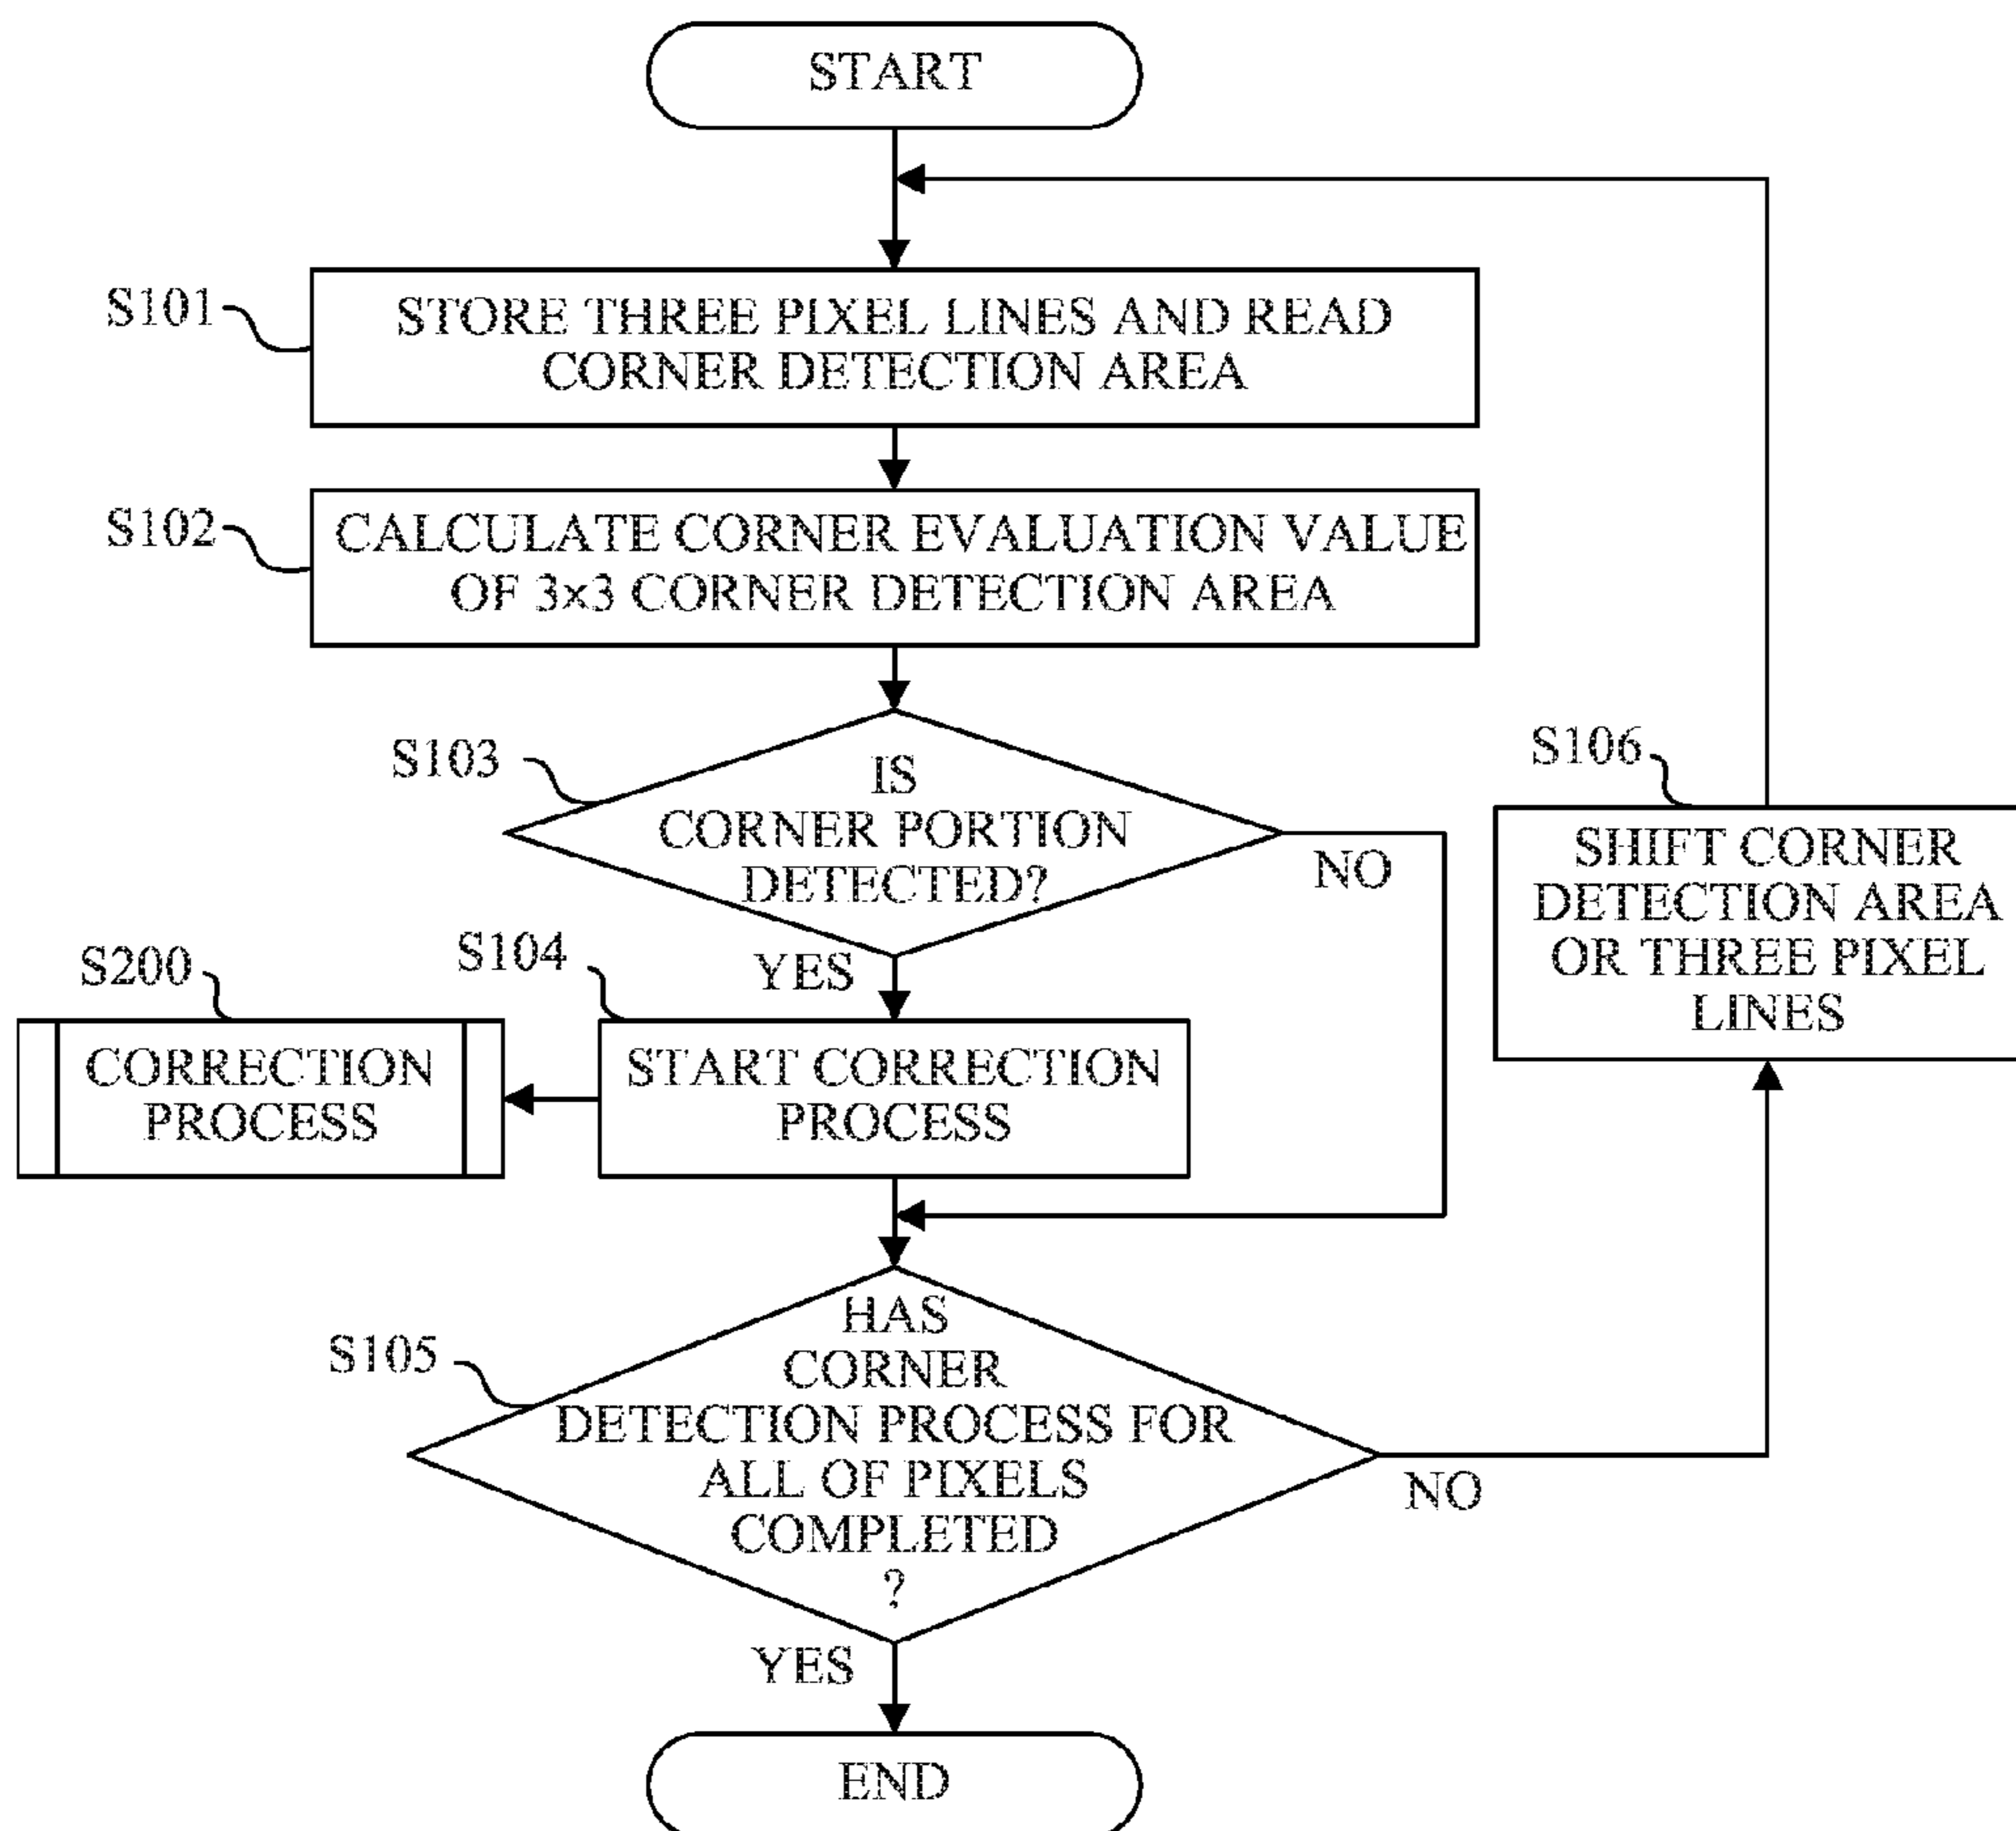 START
S101
STORE THREE PIXEL LINES AND READ
CORNER DETECTION AREA
S102
CALCULATE CORNER EVALUATION VALUE
OF 3×3 CORNER DETECTION AREA
S103
IS
CORNER PORTION
DETECTED?
NO
YES
S106
SHIFT CORNER
DETECTION AREA
OR THREE PIXEL
LINES
S200
CORRECTION
PROCESS
S104
START CORRECTION
PROCESS
S105
HAS
CORNER
DETECTION PROCESS FOR
ALL OF PIXELS
COMPLETED
?
NO
YES
END